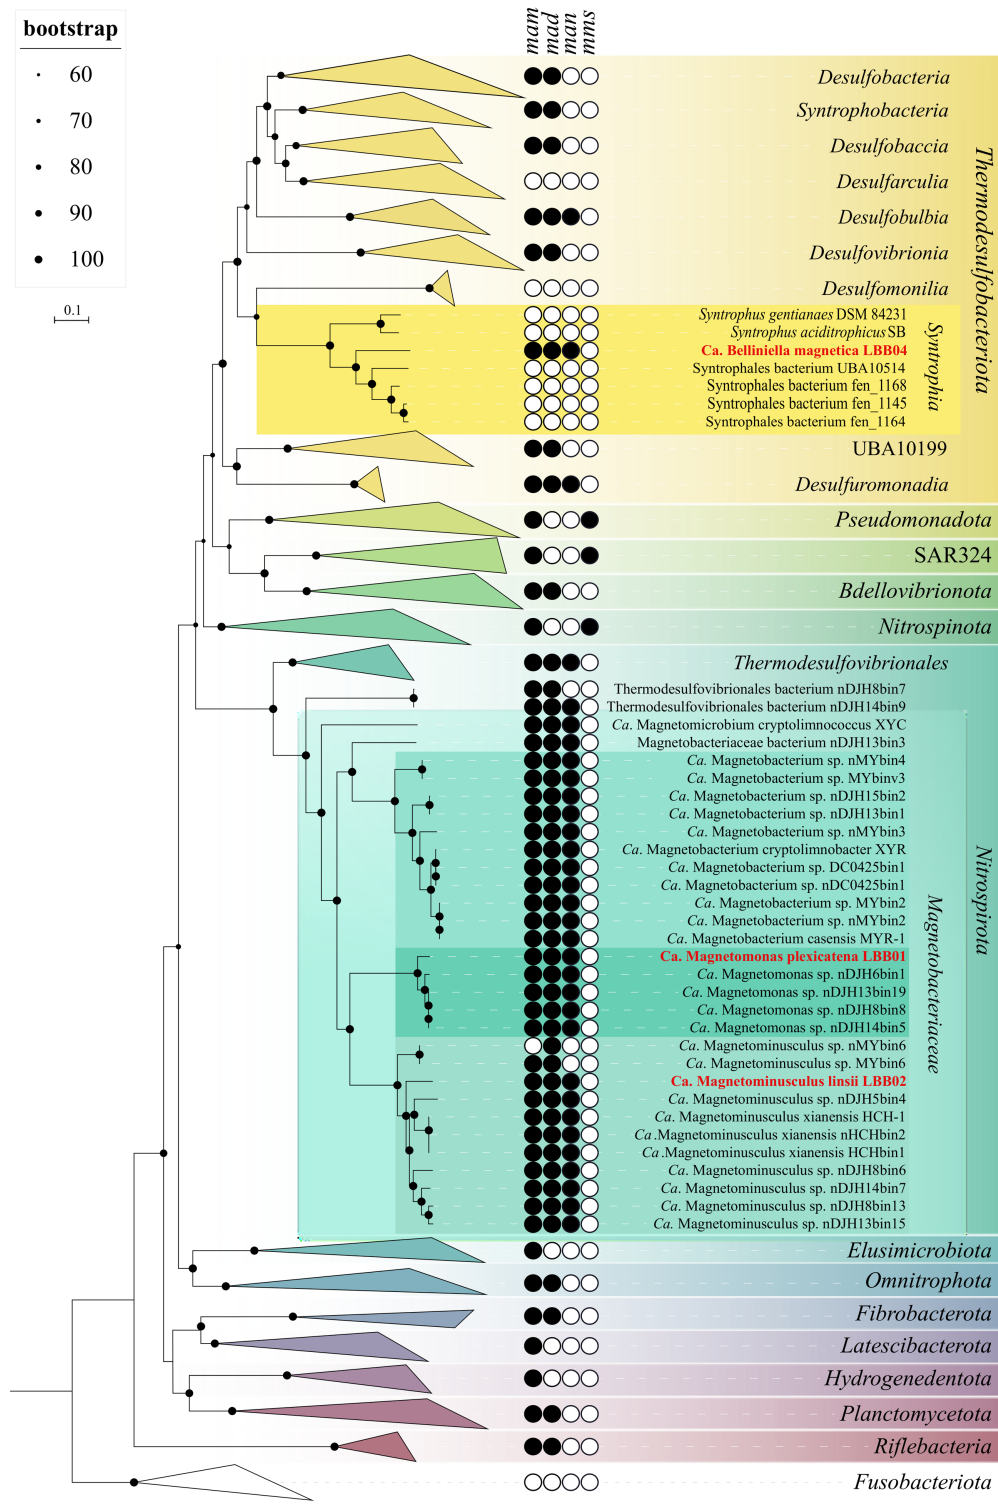 bootstrap
60
70
80
90
100
0.1
mam
mad
man
mms
Desulfobacteria
Syntrophobacteria
Desulfobaccia
Desulfarculia
Desulfobulbia
Desulfovibrionia
Desulfomonilia
Syntrophus gentianaes DSM 84231
Syntrophus aciditrophicus SB
Ca. Belliniella magnetica LBB04
Syntrophales bacterium UBA10514
Syntrophales bacterium fen_1168
Syntrophales bacterium fen_1145
Syntrophales bacterium fen_1164
Syntrophia
UBA10199
Desulfuromonadia
Thermodesulfobacteriota
Pseudomonadota
SAR324
Bdellovibrionota
Nitrospinota
Thermodesulfovibrionales
Thermodesulfovibrionales bacterium nDJH8bin7
Thermodesulfovibrionales bacterium nDJH14bin9
Ca. Magnetomicrobium cryptolimnococcus XYC
Magnetobacteriaceae bacterium nDJH13bin3
Ca. Magnetobacterium sp. nMYbin4
Ca. Magnetobacterium sp. MYbinv3
Ca. Magnetobacterium sp. nDJH15bin2
Ca. Magnetobacterium sp. nDJH13bin1
Ca. Magnetobacterium sp. nMYbin3
Ca. Magnetobacterium cryptolimnobacter XYR
Ca. Magnetobacterium sp. DC0425bin1
Ca. Magnetobacterium sp. nDC0425bin1
Ca. Magnetobacterium sp. MYbin2
Ca. Magnetobacterium sp. nMYbin2
Ca. Magnetobacterium casensis MYR-1
Ca. Magnetomonas plexicatena LBB01
Ca. Magnetomonas sp. nDJH6bin1
Ca. Magnetomonas sp. nDJH13bin19
Ca. Magnetomonas sp. nDJH8bin8
Ca. Magnetomonas sp. nDJH14bin5
Ca. Magnetominusculus sp. nMYbin6
Ca. Magnetominusculus sp. MYbin6
Ca. Magnetominusculus linsii LBB02
Ca. Magnetominusculus sp. nDJH5bin4
Ca. Magnetominusculus xianensis HCH-1
Ca .Magnetominusculus xianensis nHCHbin2
Ca .Magnetominusculus xianensis HCHbin1
Ca. Magnetominusculus sp. nDJH8bin6
Ca. Magnetominusculus sp. nDJH14bin7
Ca. Magnetominusculus sp. nDJH8bin13
Ca. Magnetominusculus sp. nDJH13bin15
Magnetobacteriaceae
Nitrospirota
Elusimicrobiota
Omnitrophota
Fibrobacterota
Latescibacterota
Hydrogenedentota
Planctomycetota
Riflebacteria
Fusobacteriota